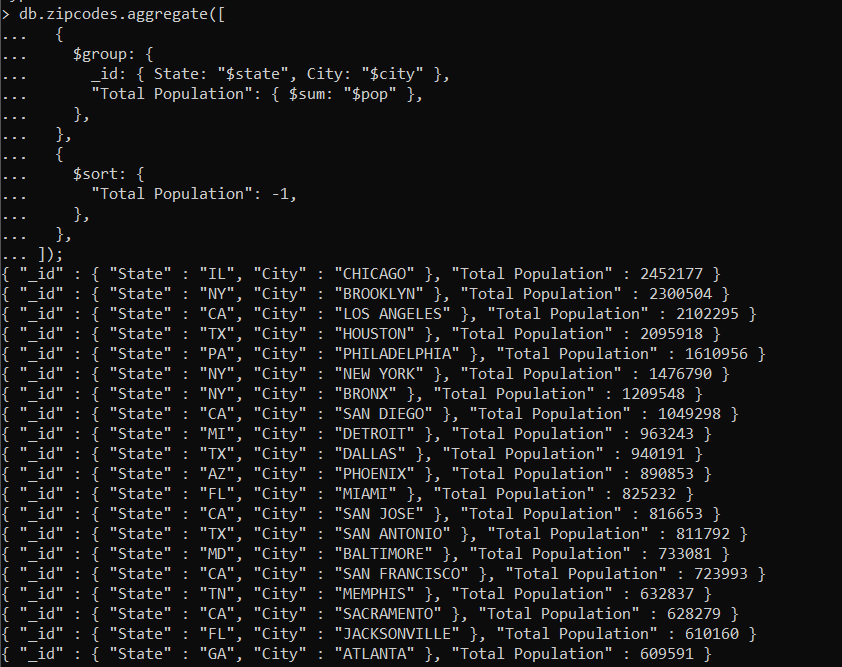 > db.zipcodes.aggregate([
...   {
...     $group: {
...       _id: { State: "$state", City: "$city" },
...       "Total Population": { $sum: "$pop" },
...     },
...   },
...   {
...     $sort: {
...       "Total Population": -1,
...     },
...   },
... ]);
{ "_id" : { "State" : "IL", "City" : "CHICAGO" }, "Total Population" : 2452177 }
{ "_id" : { "State" : "NY", "City" : "BROOKLYN" }, "Total Population" : 2300504 }
{ "_id" : { "State" : "CA", "City" : "LOS ANGELES" }, "Total Population" : 2102295 }
{ "_id" : { "State" : "TX", "City" : "HOUSTON" }, "Total Population" : 2095918 }
{ "_id" : { "State" : "PA", "City" : "PHILADELPHIA" }, "Total Population" : 1610956 }
{ "_id" : { "State" : "NY", "City" : "NEW YORK" }, "Total Population" : 1476790 }
{ "_id" : { "State" : "NY", "City" : "BRONX" }, "Total Population" : 1209548 }
{ "_id" : { "State" : "CA", "City" : "SAN DIEGO" }, "Total Population" : 1049298 }
{ "_id" : { "State" : "MI", "City" : "DETROIT" }, "Total Population" : 963243 }
{ "_id" : { "State" : "TX", "City" : "DALLAS" }, "Total Population" : 940191 }
{ "_id" : { "State" : "AZ", "City" : "PHOENIX" }, "Total Population" : 890853 }
{ "_id" : { "State" : "FL", "City" : "MIAMI" }, "Total Population" : 825232 }
{ "_id" : { "State" : "CA", "City" : "SAN JOSE" }, "Total Population" : 816653 }
{ "_id" : { "State" : "TX", "City" : "SAN ANTONIO" }, "Total Population" : 811792 }
{ "_id" : { "State" : "MD", "City" : "BALTIMORE" }, "Total Population" : 733081 }
{ "_id" : { "State" : "CA", "City" : "SAN FRANCISCO" }, "Total Population" : 723993 }
{ "_id" : { "State" : "TN", "City" : "MEMPHIS" }, "Total Population" : 632837 }
{ "_id" : { "State" : "CA", "City" : "SACRAMENTO" }, "Total Population" : 628279 }
{ "_id" : { "State" : "FL", "City" : "JACKSONVILLE" }, "Total Population" : 610160 }
{ "_id" : { "State" : "GA", "City" : "ATLANTA" }, "Total Population" : 609591 }